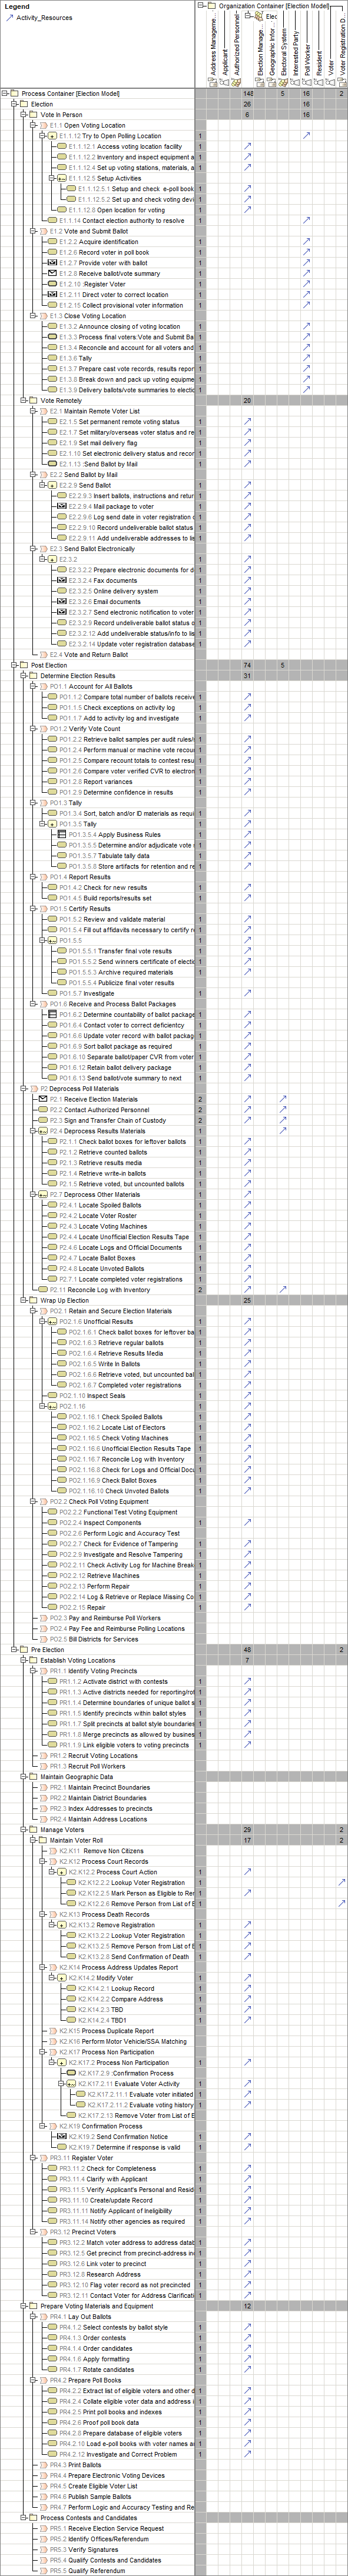 Legend
Activity_Resources
Organization Container [Election Model]
Elec
Address Manageme..
Applicant
Authorized Personnel
Election Manage..
Geographic Infor..
Electoral System
Interested Party
Poll Worker
Resident
Voter
Voter Registration D..
Process Container [Election Model] 148 5 16 2
Election 26 16
Vote In Person 6 16
E1.1 Open Voting Location
E1.1.12 Try to Open Polling Location 1
E1.1.12.1 Access voting location facility 1
E1.1.12.2 Inventory and inspect equipment a 1
E1.1.12.4 Set up voting stations, materials, a 1
E1.1.12.5 Setup Activities 1
E1.1.12.5.1 Setup and check e-poll book 1
E1.1.12.5.2 Set up and check voting devi 1
E1.1.12.8 Open location for voting 1
E1.1.14 Contact election authority to resolve 1
E1.2 Vote and Submit Ballot
E1.2.2 Acquire identification 1
E1.2.6 Record voter in poll book 1
E1.2.7 Provide voter with ballot 1
E1.2.8 Receive ballot/vote summary 1
E1.2.10 :Register Voter 1
E1.2.11 Direct voter to correct location 1
E1.2.15 Collect provisional voter information 1
E1.3 Close Voting Location
E1.3.2 Announce closing of voting location 1
E1.3.3 Process final voters:Vote and Submit Ba 1
E1.3.4 Reconcile and account for all voters and 1
E1.3.6 Tally 1
E1.3.7 Prepare cast vote records, results repor 1
E1.3.8 Break down and pack up voting equipme 1
E1.3.9 Delivery ballots/vote summaries to electio 1
Vote Remotely 20
E2.1 Maintain Remote Voter List
E2.1.5 Set permanent remote voting status 1
E2.1.7 Set military/overseas voter status and re 1
E2.1.9 Set mail delivery flag 1
E2.1.10 Set electronic delivery status and recor 1
E2.1.13 :Send Ballot by Mail 1
E2.2 Send Ballot by Mail
E2.2.9 Send Ballot 1
E2.2.9.3 Insert ballots, instructions and retur 1
E2.2.9.4 Mail package to voter 1
E2.2.9.6 Log send date in voter registration d 1
E2.2.9.10 Record undeliverable ballot status 1
E2.2.9.11 Add undeliverable addresses to lis 1
E2.3 Send Ballot Electronically
E2.3.2 1
E2.3.2.2 Prepare electronic documents for d 1
E2.3.2.4 Fax documents 1
E2.3.2.5 Online delivery system 1
E2.3.2.6 Email documents 1
E2.3.2.7 Send electronic notification to voter 1
E2.3.2.9 Record undeliverable ballot status o 1
E2.3.2.12 Add undeliverable status/info to lis 1
E2.3.2.14 Update voter registration database 1
E2.4 Vote and Return Ballot
Post Election 74 5
Determine Election Results 31
PO1.1 Account for All Ballots
PO1.1.2 Compare total number of ballots receive 1
PO1.1.5 Check exceptions on activity log 1
PO1.1.7 Add to activity log and investigate 1
PO1.2 Verify Vote Count
PO1.2.2 Retrieve ballot samples per audit rules/r 1
PO1.2.4 Perform manual or machine vote recou 1
PO1.2.5 Compare recount totals to contest resu 1
PO1.2.6 Compare voter verified CVR to electron 1
PO1.2.8 Report variances 1
PO1.2.9 Determine confidence in results 1
PO1.3 Tally
PO1.3.4 Sort, batch and/or ID materials as requi 1
PO1.3.5 Tally 1
PO1.3.5.4 Apply Business Rules 1
PO1.3.5.5 Determine and/or adjudicate vote i 1
PO1.3.5.7 Tabulate tally data 1
PO1.3.5.8 Store artifacts for retention and re 1
PO1.4 Report Results
PO1.4.2 Check for new results 1
PO1.4.5 Build reports/results set 1
PO1.5 Certify Results
PO1.5.2 Review and validate material 1
PO1.5.4 Fill out affidavits necessary to certify r 1
PO1.5.5 1
PO1.5.5.1 Transfer final vote results 1
PO1.5.5.2 Send winners certificate of electi 1
PO1.5.5.3 Archive required materials 1
PO1.5.5.4 Publicize final vote results
PO1.5.7 Investigate 1
PO1.6 Receive and Process Ballot Packages
PO1.6.2 Determine countability of ballot package 1
PO1.6.4 Contact voter to correct deficientcy 1
PO1.6.6 Update voter record with ballot packag 1
PO1.6.9 Sort ballot package as required 1
PO1.6.10 Separate ballot/paper CVR from voter 1
PO1.6.12 Retain ballot delivery package 1
PO1.6.13 Send ballot/vote summary to next 1
P2 Deprocess Poll Materials
P2.1 Receive Election Materials 2
P2.2 Contact Authorized Personnel 2
P2.3 Sign and Transfer Chain of Custody 2
P2.4 Deprocess Results Materials 2
P2.1.1 Check ballot boxes for leftover ballots 1
P2.1.2 Retrieve counted ballots 1
P2.1.3 Retrieve results media 1
P2.1.4 Retrieve write-in ballots 1
P2.1.5 Retrieve voted, but uncounted ballots 1
P2.7 Deprocess Other Materials 1
P2.4.1 Locate Spoiled Ballots 1
P2.4.2 Locate Voter Roster 1
P2.4.3 Locate Voting Machines 1
P2.4.4 Locate Unofficial Election Results Tape 1
P2.4.6 Locate Logs and Official Documents 1
P2.4.7 Locate Ballot Boxes 1
P2.4.8 Locate Unvoted Ballots 1
P2.7.1 Locate completed voter registrations 1
P2.11 Reconcile Log with Inventory 2
Wrap Up Election 25
PO2.1 Retain and Secure Election Materials
PO2.1.6 Unofficial Results 1
PO2.1.6.1 Check ballot boxes for leftover ba 1
PO2.1.6.3 Retrieve regular ballots 1
PO2.1.6.4 Retrieve Results Media 1
PO2.1.6.5 Write In Ballots 1
PO2.1.6.6 Retrieve voted, but uncounted bal 1
PO2.1.6.7 Completed voter registrations 1
PO2.1.10 Inspect Seals 1
PO2.1.16 1
PO2.1.16.1 Check Spoiled Ballots 1
PO2.1.16.2 Locate List of Electors 1
PO2.1.16.5 Check Voting Machines 1
PO2.1.16.6 Unofficial Election Results Tape 1
PO2.1.16.7 Reconcile Log with Inventory 1
PO2.1.16.8 Check for Logs and Official Docu 1
PO2.1.16.9 Check Ballot Boxes 1
PO2.1.16.10 Check Unvoted Ballots 1
PO2.2 Check Poll Voting Equipment
PO2.2.2 Functional Test Voting Equipment
PO2.2.4 Inspect Components 1
PO2.2.6 Perform Logic and Accuracy Test
PO2.2.7 Check for Evidence of Tampering 1
PO2.2.9 Investigate and Resolve Tampering 1
PO2.2.11 Check Activity Log for Machine Break 1
PO2.2.12 Retrieve Machines 1
PO2.2.13 Perform Repair 1
PO2.2.14 Log & Retrieve or Replace Missing Co 1
PO2.2.15 Repair 1
PO2.3 Pay and Reimburse Poll Workers
PO2.4 Pay Fee and Reimburse Polling Locations
PO2.5 Bill Districts for Services
Pre Election 48 2
Establish Voting Locations 7
PR1.1 Identify Voting Precincts
PR1.1.2 Activate district with contests 1
PR1.1.3 Active districts needed for reporting/rot 1
PR1.1.4 Determine boundaries of unique ballot s 1
PR1.1.5 Identify precincts within ballot styles 1
PR1.1.7 Split precincts at ballot style boundaries 1
PR1.1.8 Merge precincts as allowed by busines 1
PR1.1.9 Link eligible voters to voting precincts 1
PR1.2 Recruit Voting Locations
PR1.3 Recruit Poll Workers
Maintain Geographic Data
PR2.1 Maintain Precinct Boundaries
PR2.2 Maintain District Boundaries
PR2.3 Index Addresses to precincts
PR2.4 Maintain Address Locations
Manage Voters 29 2
Maintain Voter Roll 17 2
K2.K11 Remove Non Citizens
K2.K12 Process Court Records
K2.K12.2 Process Court Action 1
K2.K12.2.2 Lookup Voter Registration 1
K2.K12.2.5 Mark Person as Eligible to Rer
K2.K12.2.6 Remove Person from List of E 1
K2.K13 Process Death Records
K2.K13.2 Remove Registration 1
K2.K13.2.2 Lookup Voter Registration 1
K2.K13.2.5 Remove Person from List of E 1
K2.K13.2.8 Send Confirmation of Death 1
K2.K14 Process Address Updates Report
K2.K14.2 Modify Voter 1
K2.K14.2.1 Lookup Record 1
K2.K14.2.2 Compare Address 1
K2.K14.2.3 TBD 1
K2.K14.2.4 TBD1 1
K2.K15 Process Duplicate Report
K2.K16 Perform Motor Vehicle/SSA Matching
K2.K17 Process Non Participation
K2.K17.2 Process Non Participation 1
K2.K17.2.9 :Confirmation Process
K2.K17.2.11 Evaluate Voter Activity 1
K2.K17.2.11.1 Evaluate voter initiated 1
K2.K17.2.11.2 Evaluate voting history 1
K2.K17.2.13 Remove Voter from List of E 1
K2.K19 Confirmation Process
K2.K19.2 Send Confirmation Notice 1
K2.K19.7 Determine if response is valid 1
PR3.11 Register Voter
PR3.11.2 Check for Completeness 1
PR3.11.4 Clarify with Applicant 1
PR3.11.5 Verify Applicant's Personal and Resid 1
PR3.11.10 Create/update Record 1
PR3.11.11 Notify Applicant of Ineligibility 1
PR3.11.14 Notify other agencies as required 1
PR3.12 Precinct Voters
PR3.12.2 Match voter address to address datab 1
PR3.12.5 Get precinct from precinct-address in 1
PR3.12.6 Link voter to precinct 1
PR3.12.8 Research Address 1
PR3.12.10 Flag voter record as not precincted 1
PR3.12.11 Contact Voter for Address Clarificati 1
Prepare Voting Materials and Equipment 12
PR4.1 Lay Out Ballots
PR4.1.2 Select contests by ballot style 1
PR4.1.3 Order contests 1
PR4.1.4 Order candidates 1
PR4.1.6 Apply formatting 1
PR4.1.7 Rotate candidates 1
PR4.2 Prepare Poll Books
PR4.2.2 Extract list of eligible voters and other d 1
PR4.2.4 Collate eligible voter data and address i 1
PR4.2.5 Print poll books and indexes 1
PR4.2.6 Proof poll book data 1
PR4.2.8 Prepare database of eligible voters 1
PR4.2.10 Load e-poll books with voter names a 1
PR4.2.12 Investigate and Correct Problem 1
PR4.3 Print Ballots
PR4.4 Prepare Electronic Voting Devices
PR4.5 Create Eligible Voter List
PR4.6 Publish Sample Ballots
PR4.7 Perform Logic and Accuracy Testing and Re
Process Contests and Candidates
PR5.1 Receive Election Service Request
PR5.2 Identify Offices/Referendum
PR5.3 Verify Signatures
PR5.4 Qualify Contests and Candidates
PR5.5 Qualify Referendum